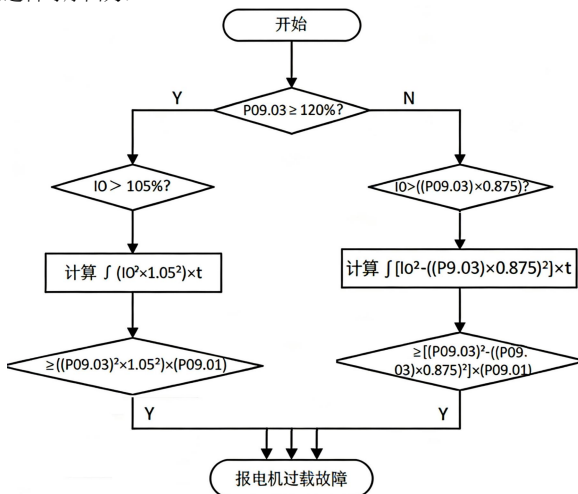 开始
Y
N
P09.03≥120%?
IO＞105%?
IO>((P09.03)×0.875)?
计算 ∫(IO²×1.05²)×t
计算 ∫[Io²-((P9.03)×0.875)²]×t
≥((P09.03)²×1.05²)×(P09.01)
≥[(P09.03)²-((P09.
03)×0.875)²]×(P09.01)
Y
Y
报电机过载故障